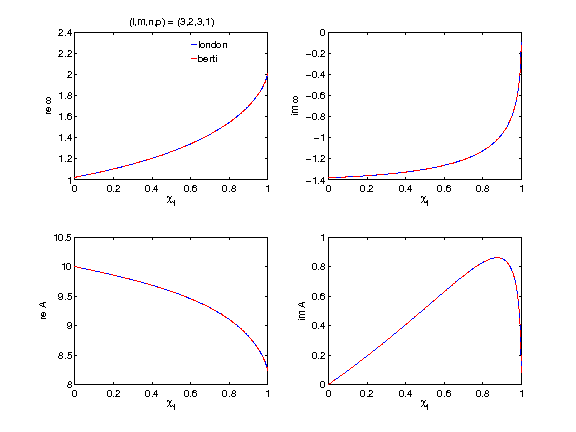 (l,m,n,p) = (3,2,3,1)
london
berti
2.4
2.2
2
1.8
1.6
1.4
1.2
1
0 0.2 0.4 0.6 0.8 1
re ω
χf
0
−0.2
−0.4
−0.6
−0.8
−1
−1.2
−1.4
0 0.2 0.4 0.6 0.8 1
im ω
χf
10.5
10
9.5
9
8.5
8
0 0.2 0.4 0.6 0.8 1
re A
χf
1
0.8
0.6
0.4
0.2
0
0 0.2 0.4 0.6 0.8 1
im A
χf